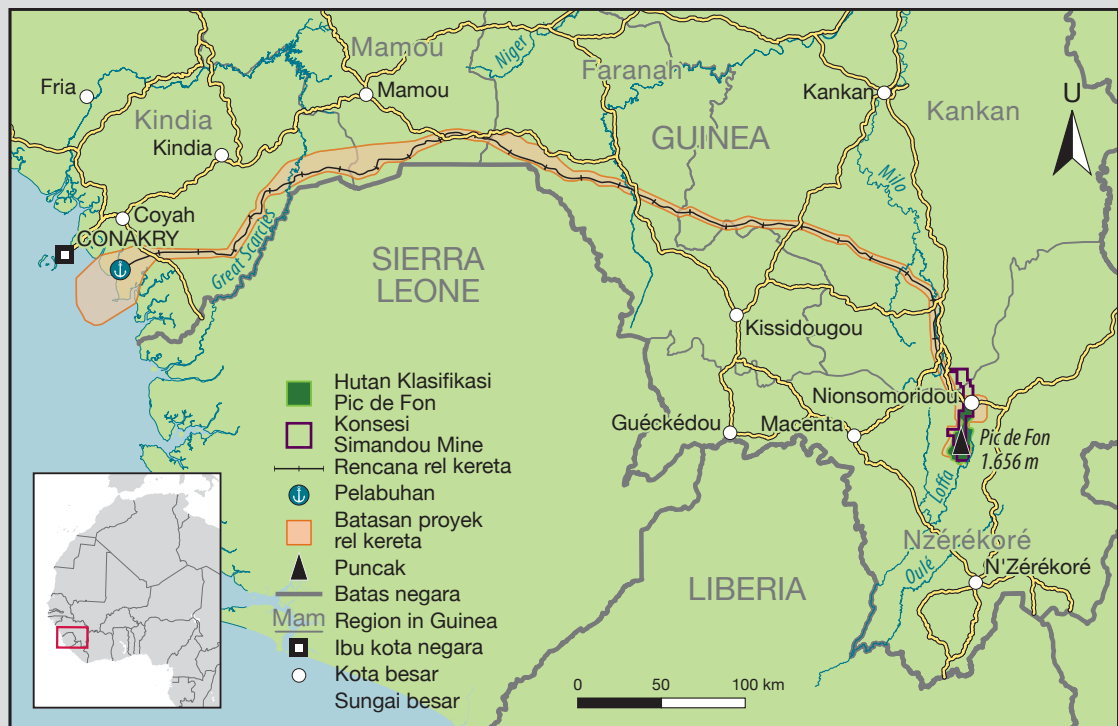 Mamou
Niger
Faranah
Fria
Mamou
Kankan
Kankan
U
Kindia
Kindia
GUINEA
Milo
Coyah
CONAKRY
Great Scarcies
SIERRA
LEONE
Kissidougou
Nionsomoridou
Guéckédou
Macenta
Pic de Fon
1.656 m
Loffa
Nzérékoré
Oulé
N'Zérékoré
LIBERIA
Hutan Klasifikasi
Pic de Fon
Konsesi
Simandou Mine
Rencana rel kereta
Pelabuhan
Batasan proyek
rel kereta
Puncak
Batas negara
Mam Region in Guinea
Ibu kota negara
Kota besar
Sungai besar
0 50 100 km